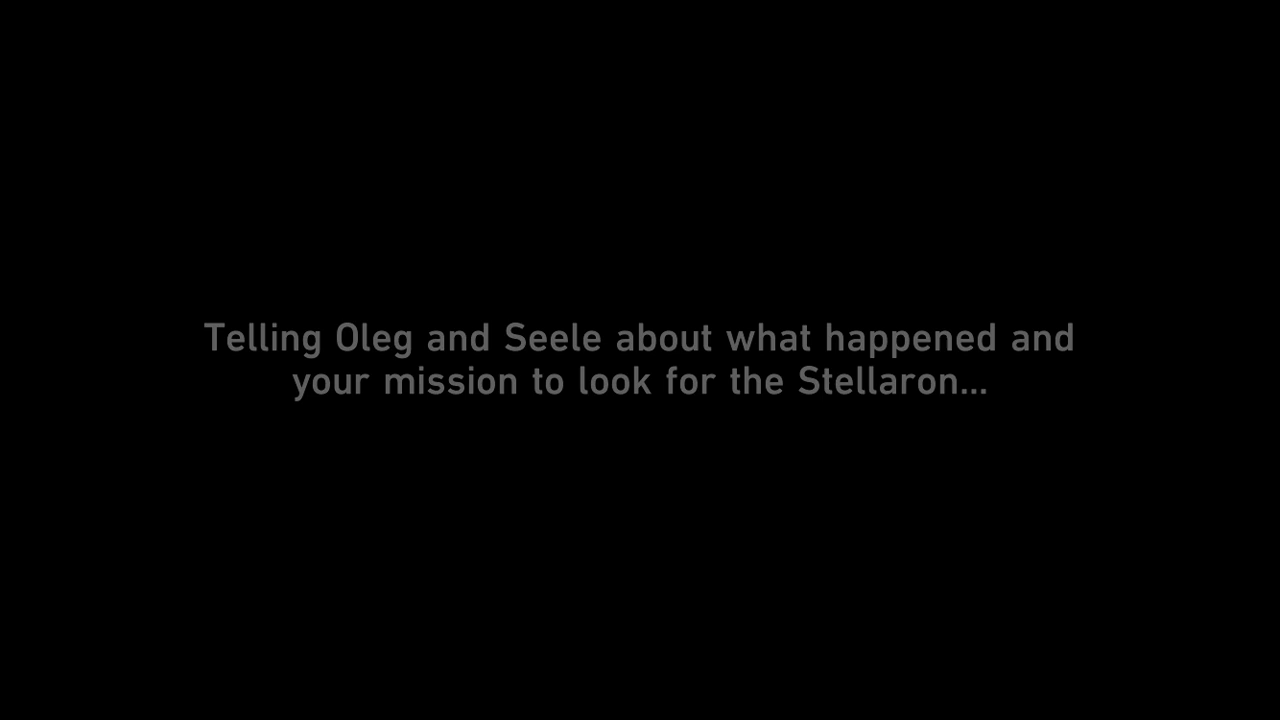 Telling Oleg and Seele about what happened and
your mission to look for the Stellaron...